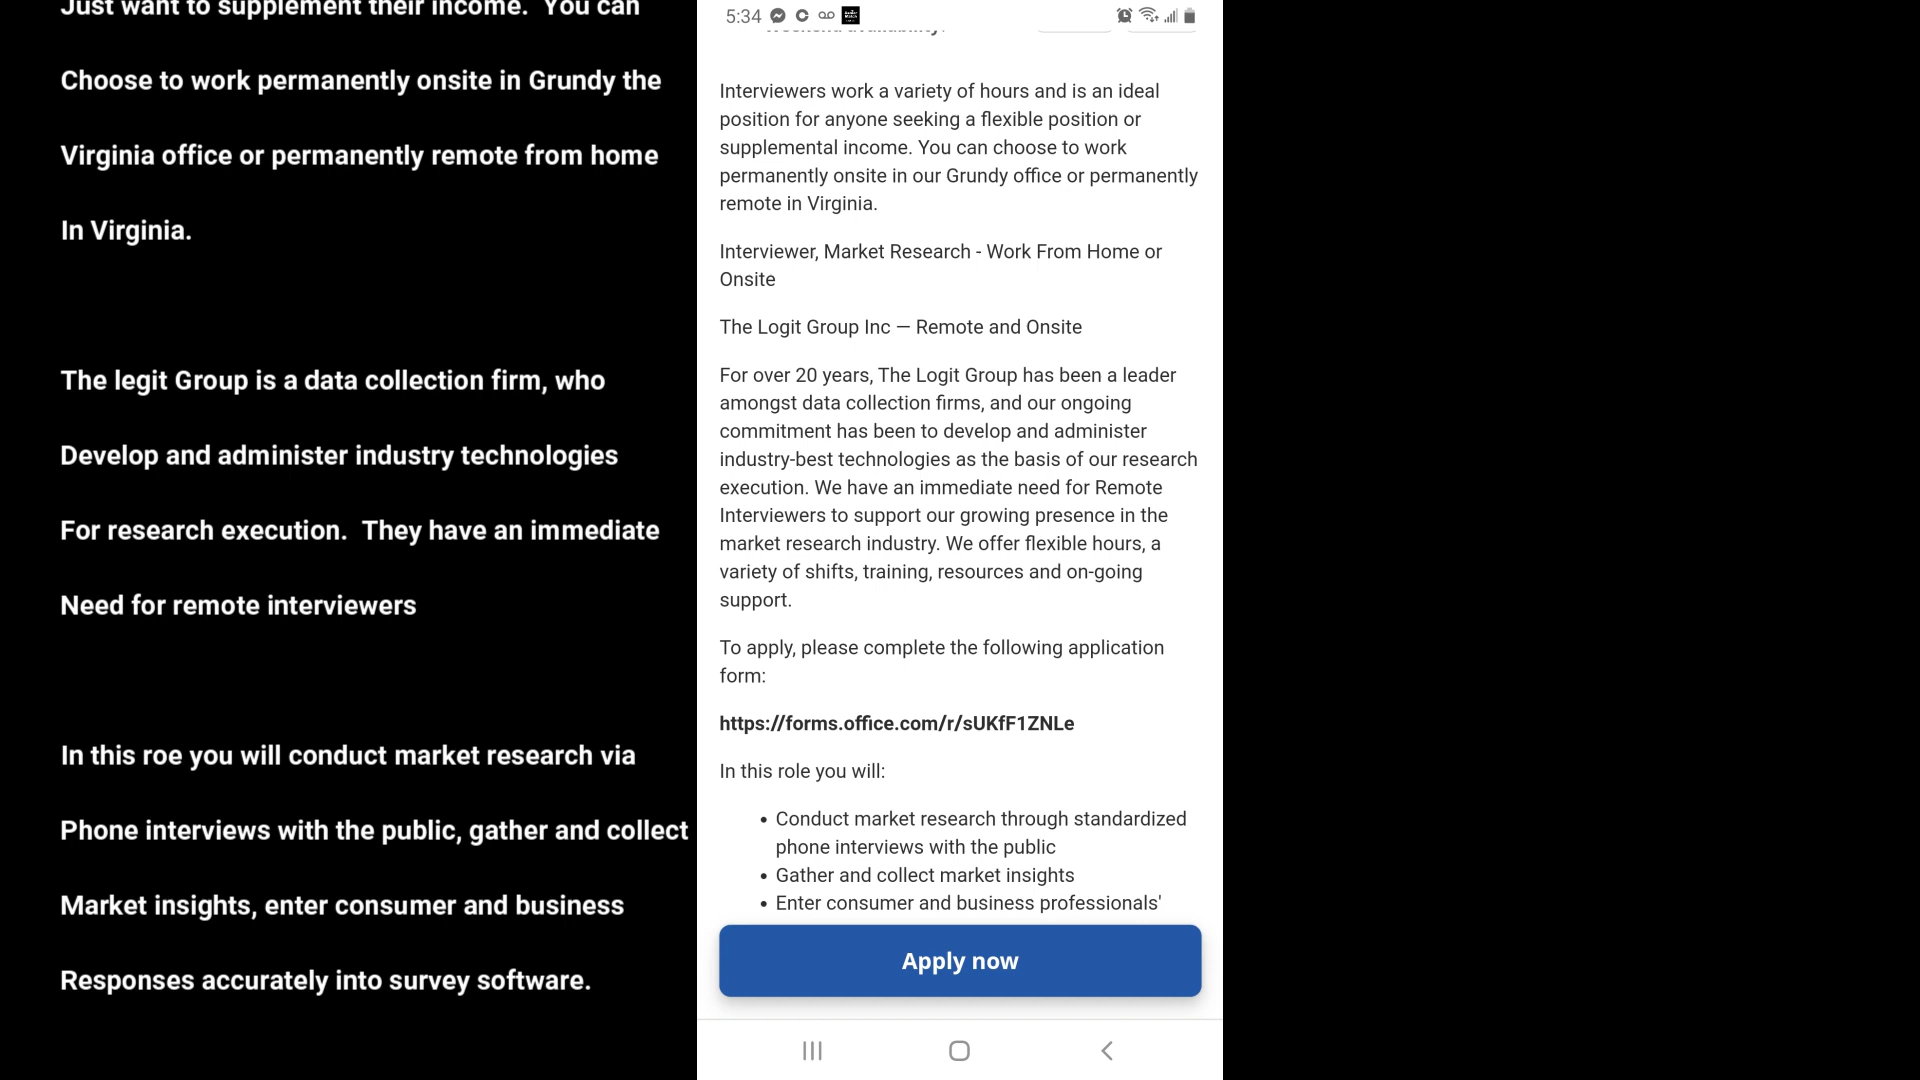 Just want to supplement their income.  You can
Choose to work permanently onsite in Grundy the
Virginia office or permanently remote from home
In Virginia.
The legit Group is a data collection firm, who
Develop and administer industry technologies
For research execution.  They have an immediate
Need for remote interviewers
In this roe you will conduct market research via
Phone interviews with the public, gather and collect
Market insights, enter consumer and business
Responses accurately into survey software.
5:34
Interviewers work a variety of hours and is an ideal
position for anyone seeking a flexible position or
supplemental income. You can choose to work
permanently onsite in our Grundy office or permanently
remote in Virginia.
Interviewer, Market Research - Work From Home or
Onsite
The Logit Group Inc — Remote and Onsite
For over 20 years, The Logit Group has been a leader
amongst data collection firms, and our ongoing
commitment has been to develop and administer
industry-best technologies as the basis of our research
execution. We have an immediate need for Remote
Interviewers to support our growing presence in the
market research industry. We offer flexible hours, a
variety of shifts, training, resources and on-going
support.
To apply, please complete the following application
form:
https://forms.office.com/r/sUKfF1ZNLe
In this role you will:
• Conduct market research through standardized
phone interviews with the public
• Gather and collect market insights
• Enter consumer and business professionals'
Apply now